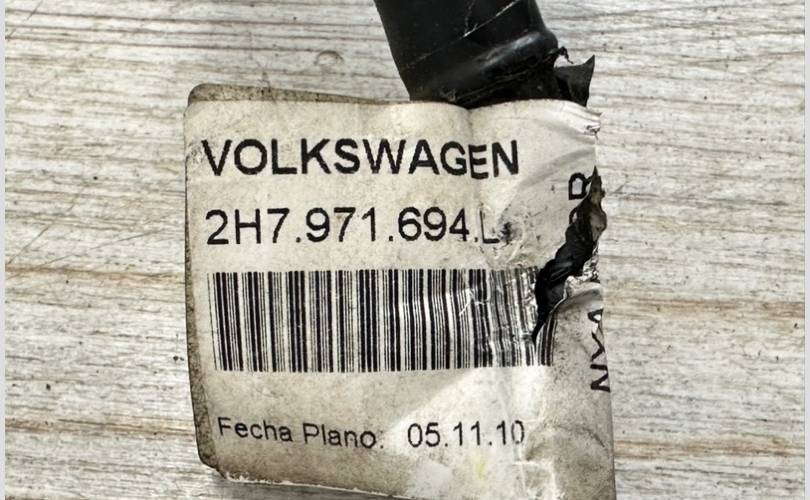 VOLKSWAGEN
2H7.971.694.L
Fecha Plano: 05.11.10